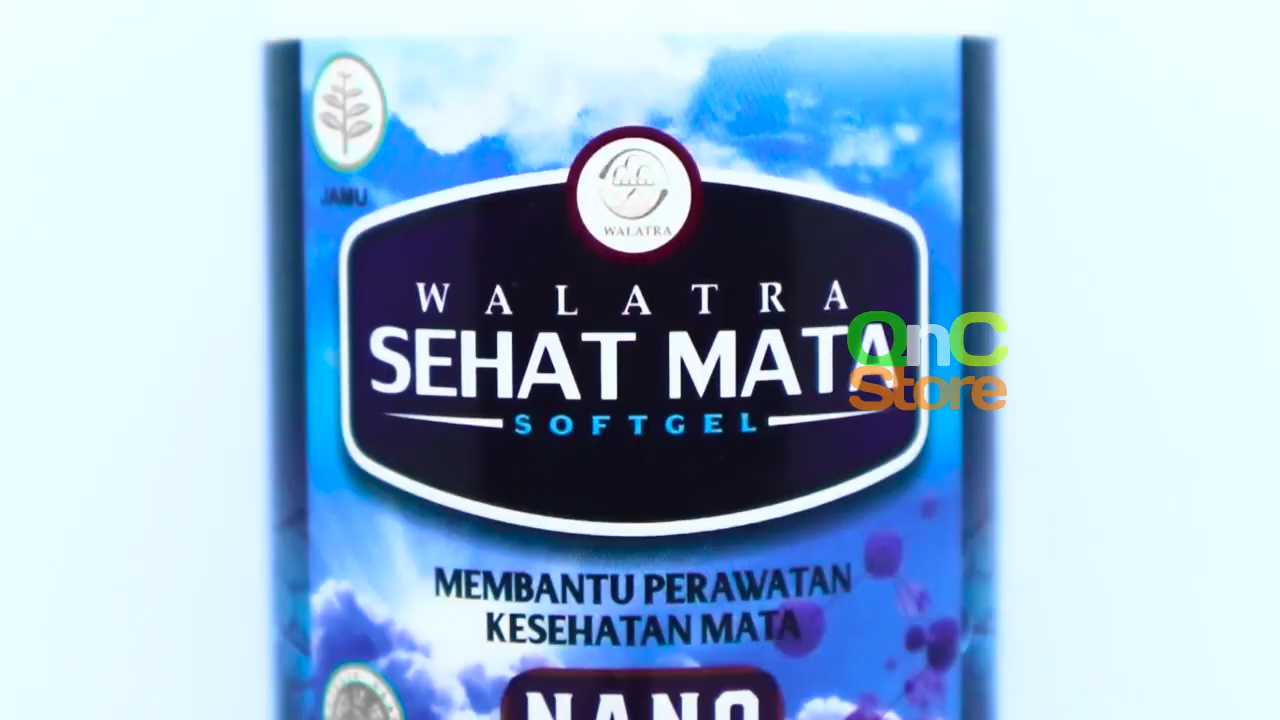 JAMU
WALATRA
WALATRA
SEHAT MATA
SOFTGEL
QnC
Store
MEMBANTU PERAWATAN
KESEHATAN MATA
NANO